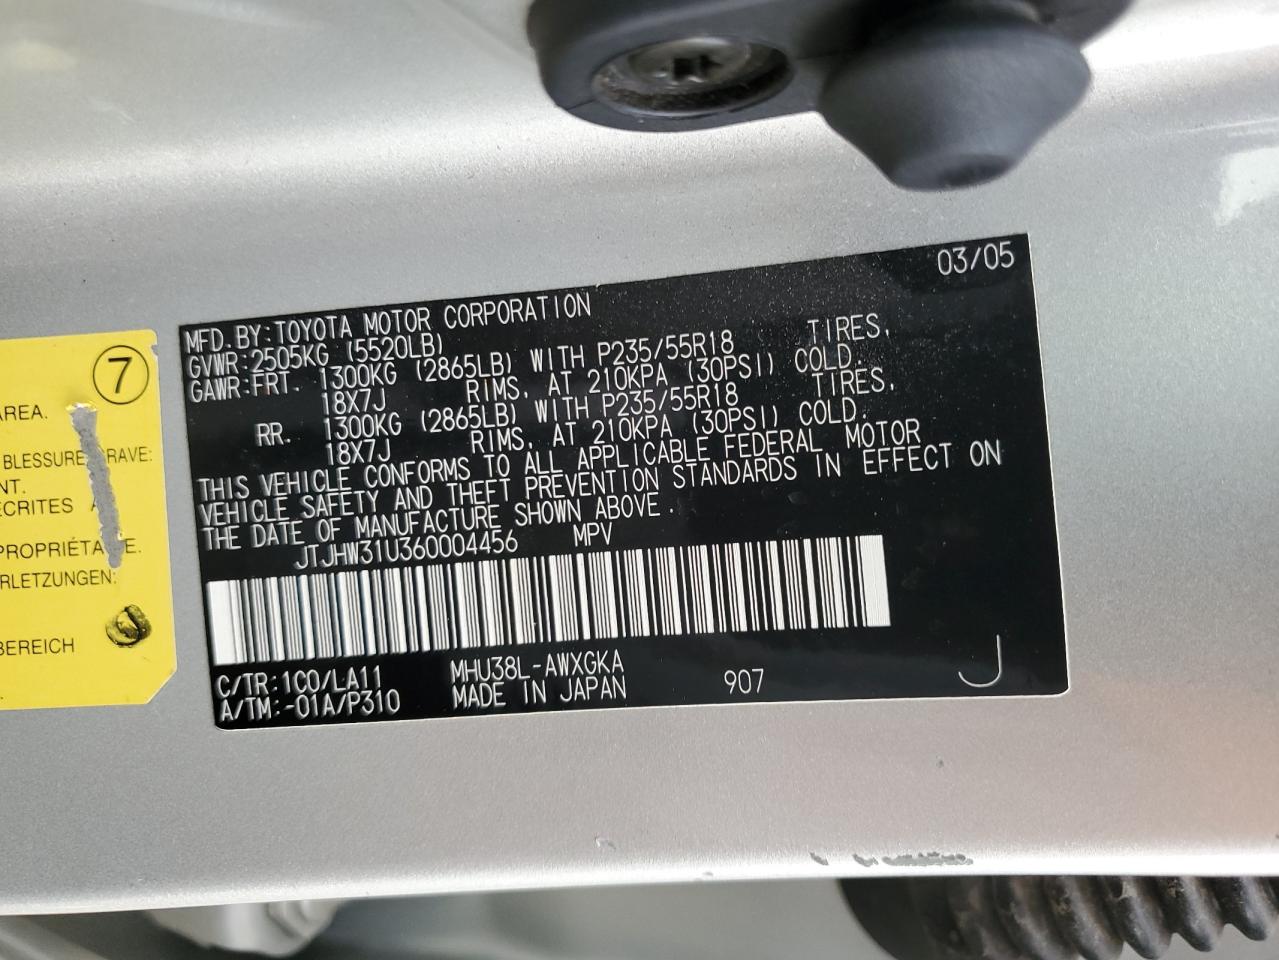 03/05
MFD.BY:TOYOTA MOTOR CORPORATION
GVWR:2505KG (5520LB)
GAWR:FRT. 1300KG (2865LB) WITH P235/55R18 TIRES,
18X7J RIMS, AT 210KPA (30PSI) COLD.
RR. 1300KG (2865LB) WITH P235/55R18 TIRES,
18X7J RIMS, AT 210KPA (30PSI) COLD.
THIS VEHICLE CONFORMS TO ALL APPLICABLE FEDERAL MOTOR
VEHICLE SAFETY AND THEFT PREVENTION STANDARDS IN EFFECT ON
THE DATE OF MANUFACTURE SHOWN ABOVE.
JTJHW31U360004456 MPV
C/TR:1C0/LA11 MHU38L-AWXGKA 907 J
A/TM:-01A/P310 MADE IN JAPAN
7
AREA.
BLESSURE GRAVE:
NT.
ECRITES
PROPRIÉTAIRE.
RLETZUNGEN:
BEREICH